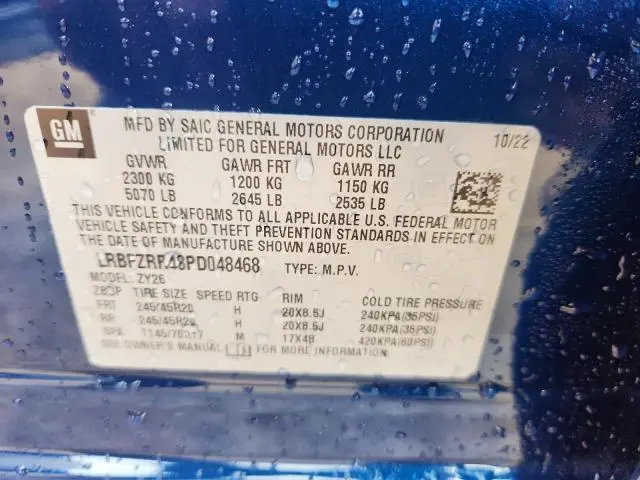 GM
MFD BY SAIC GENERAL MOTORS CORPORATION
LIMITED FOR GENERAL MOTORS LLC
10/22
GVWR GAWR FRT GAWR RR
2300 KG 1200 KG 1150 KG
5070 LB 2645 LB 2535 LB
THIS VEHICLE CONFORMS TO ALL APPLICABLE U.S. FEDERAL MOTOR
VEHICLE SAFETY AND THEFT PREVENTION STANDARDS IN EFFECT ON
THE DATE OF MANUFACTURE SHOWN ABOVE.
TYPE: M.P.V.
MODEL: ZY26
TIRE SIZE SPEED RTG RIM COLD TIRE PRESSURE
FRT 245/45R20 H 20X8.5J 240KPA(35PSI)
RR 245/45R20 H 20X8.5J 240KPA(35PSI)
SPA M 17X4B 420KPA(60PSI)
SEE OWNER'S MANUAL FOR MORE INFORMATION